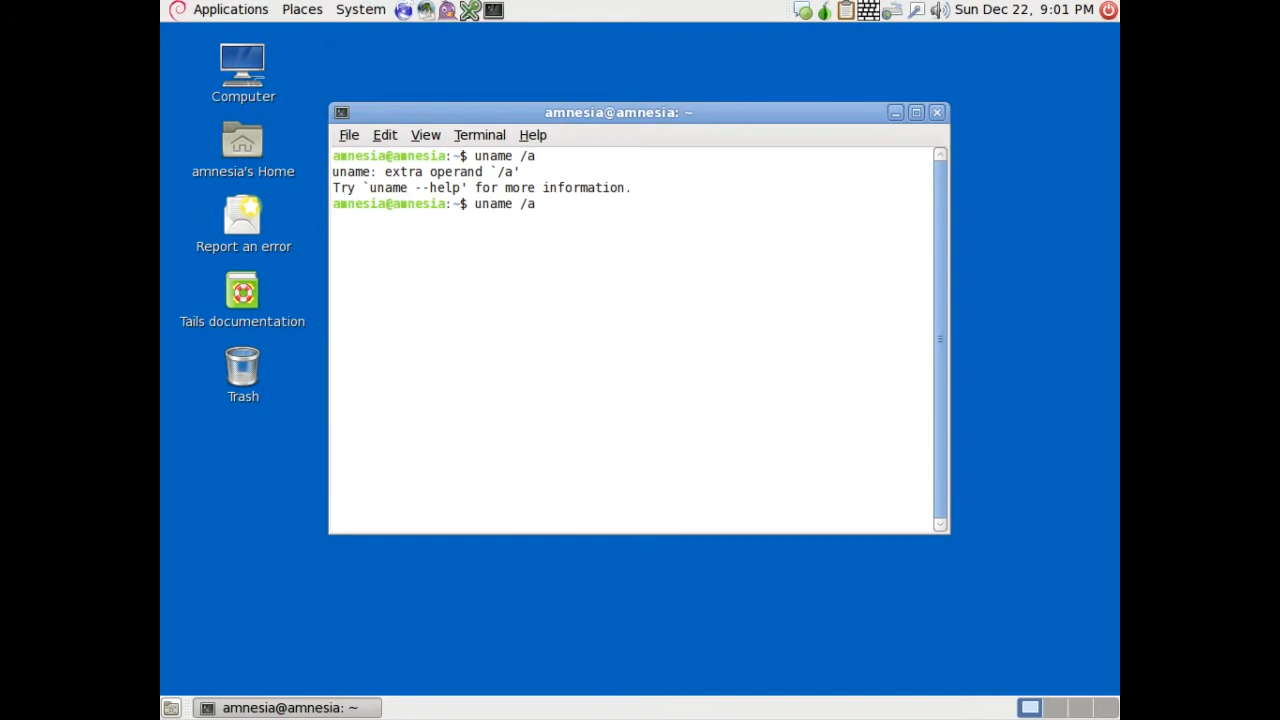 Applications Places System Sun Dec 22, 9:01 PM
Computer
amnesia's Home
Report an error
Tails documentation
Trash
amnesia@amnesia: ~
File Edit View Terminal Help
amnesia@amnesia:~$ uname /a
uname: extra operand `/a'
Try `uname --help' for more information.
amnesia@amnesia:~$ uname /a
amnesia@amnesia: ~